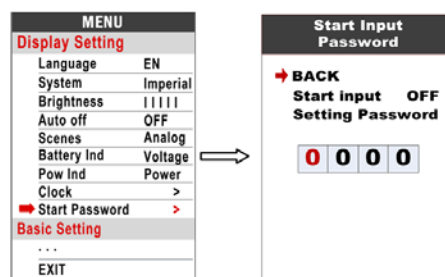 MENU
Display Setting
Language EN
System Imperial
Brightness IIIII
Auto off OFF
Scenes Analog
Battery Ind Voltage
Pow Ind Power
Clock >
Start Password >
Basic Setting
...
EXIT
Start Input
Password
BACK
Start input OFF
Setting Password
0 0 0 0